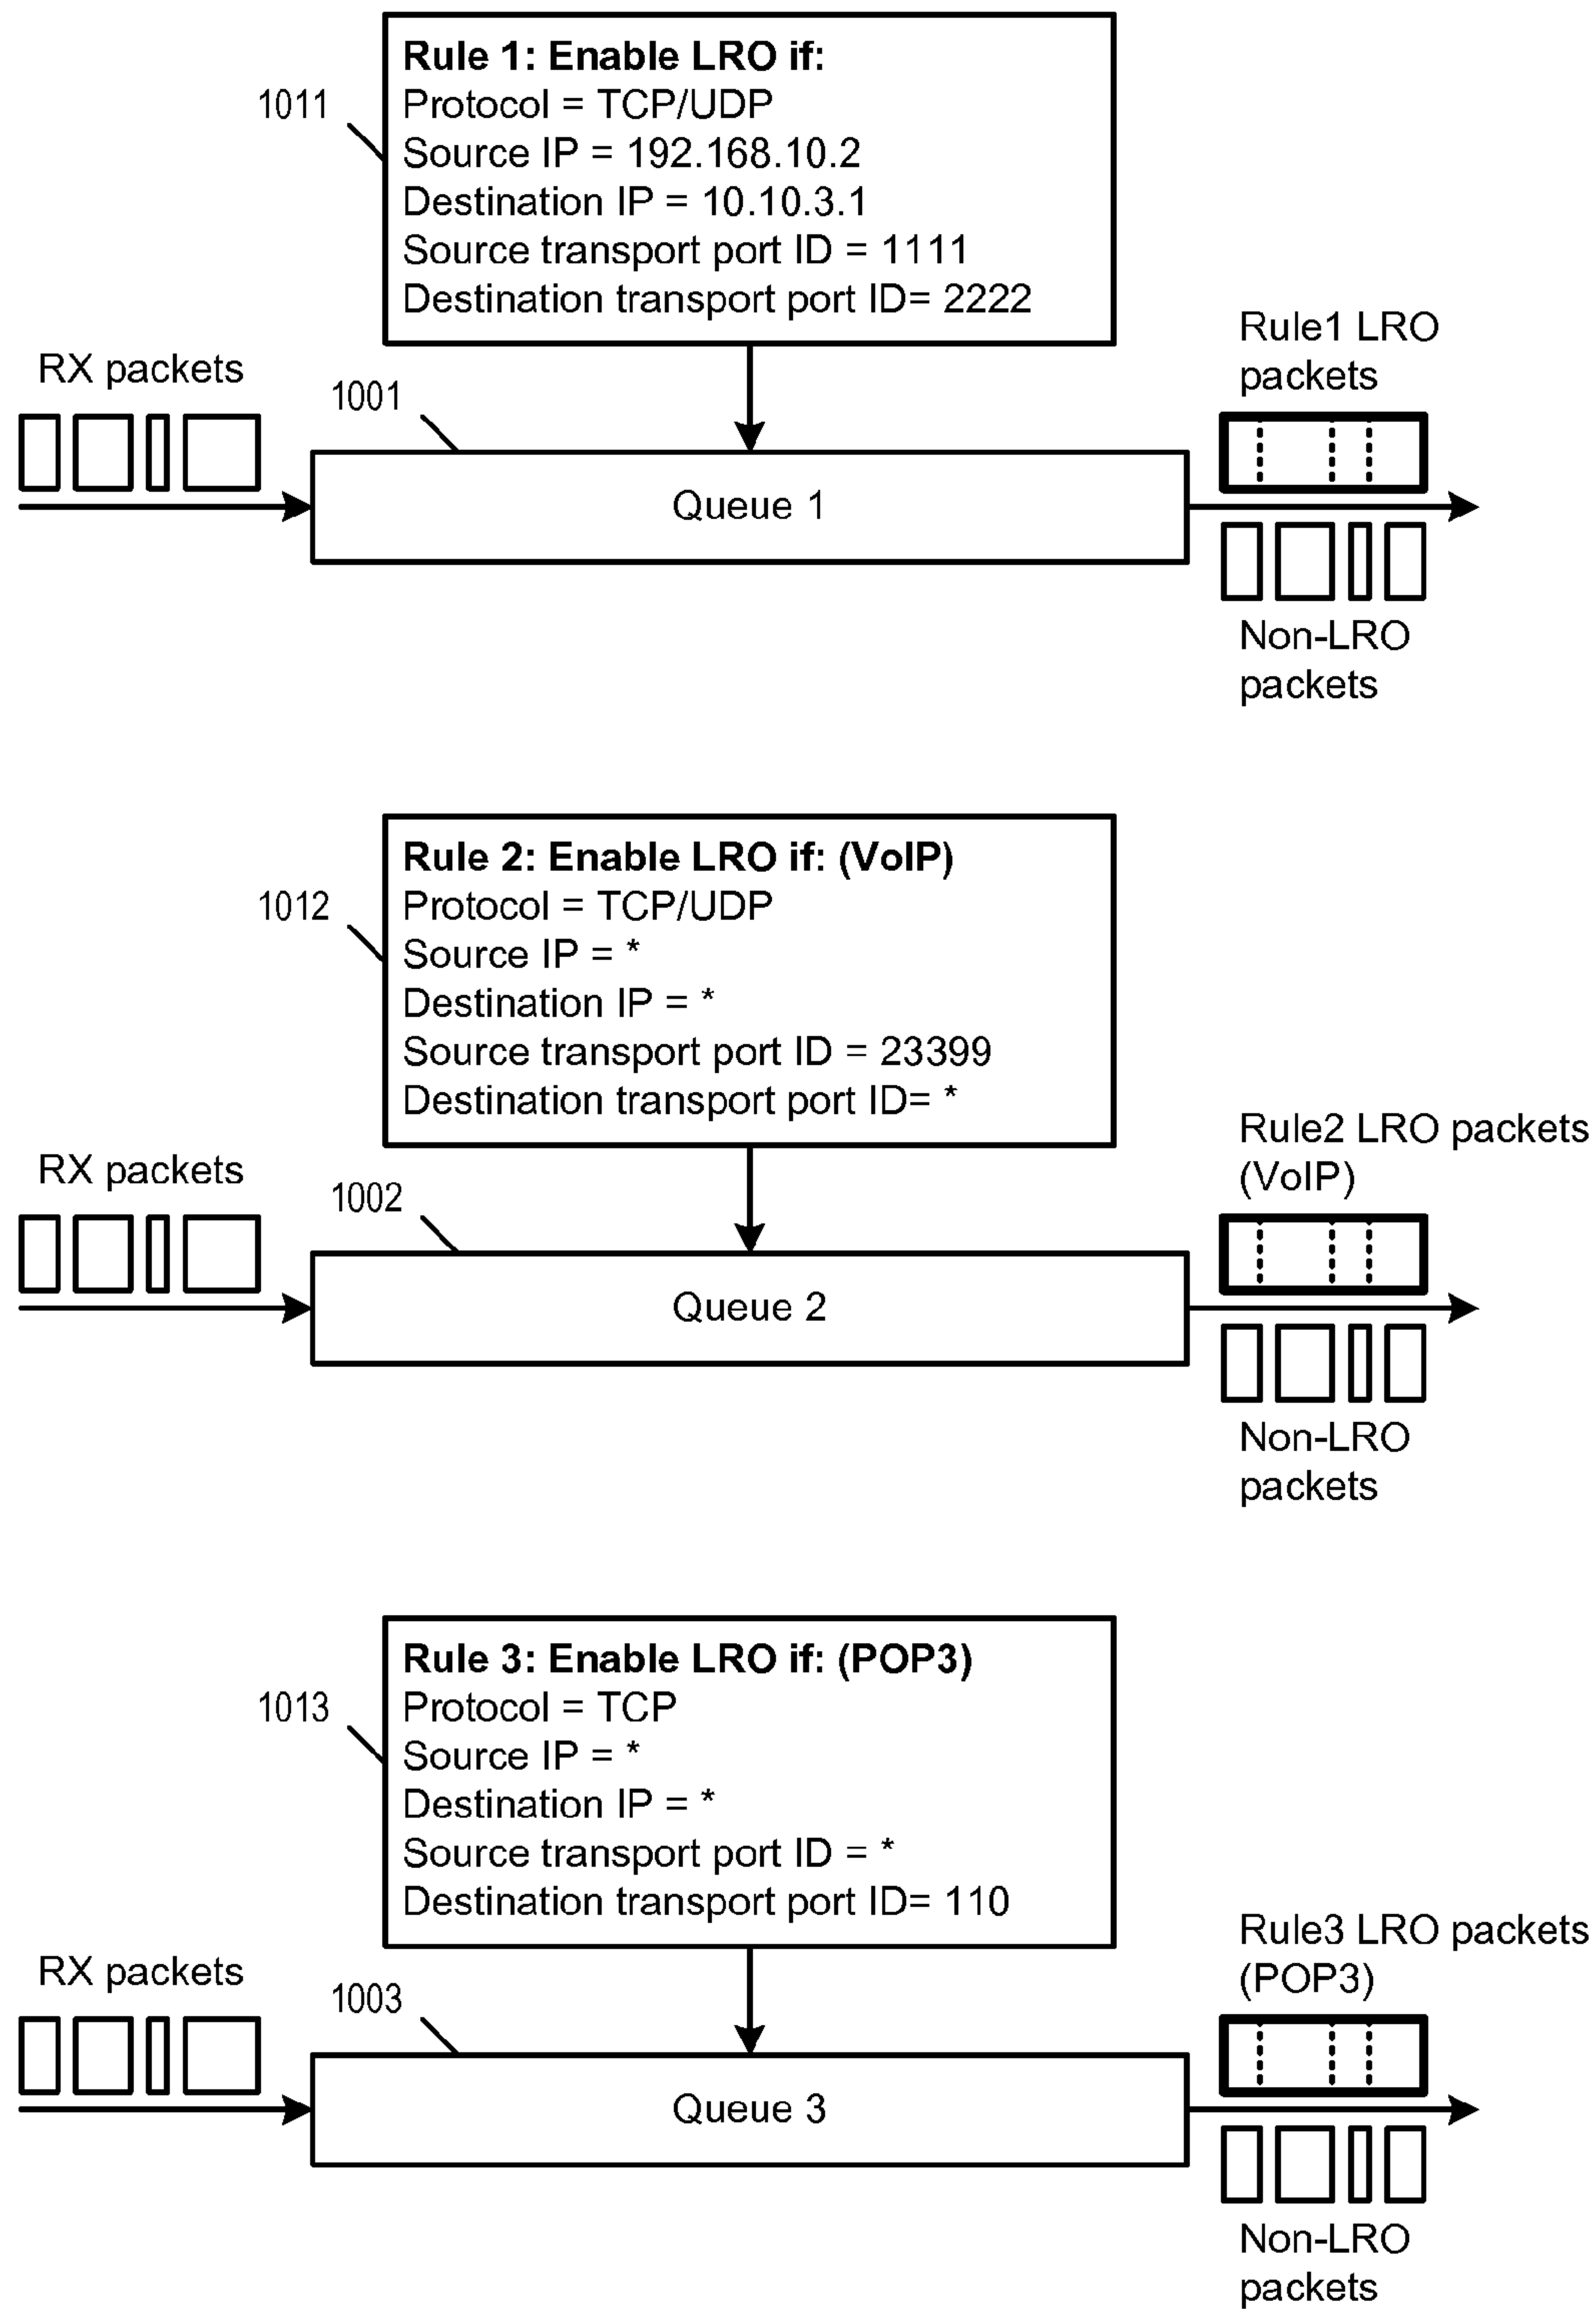 Rule 1: Enable LRO if:
Protocol = TCP/UDP
Source IP = 192.168.10.2
Destination IP = 10.10.3.1
Source transport port ID = 1111
Destination transport port ID= 2222
1011
RX packets
1001
Queue 1
Rule1 LRO
packets
Non-LRO
packets
Rule 2: Enable LRO if: (VoIP)
Protocol = TCP/UDP
Source IP = *
Destination IP = *
Source transport port ID = 23399
Destination transport port ID= *
1012
RX packets
1002
Queue 2
Rule2 LRO packets
(VoIP)
Non-LRO
packets
Rule 3: Enable LRO if: (POP3)
Protocol = TCP
Source IP = *
Destination IP = *
Source transport port ID = *
Destination transport port ID= 110
1013
RX packets
1003
Queue 3
Rule3 LRO packets
(POP3)
Non-LRO
packets